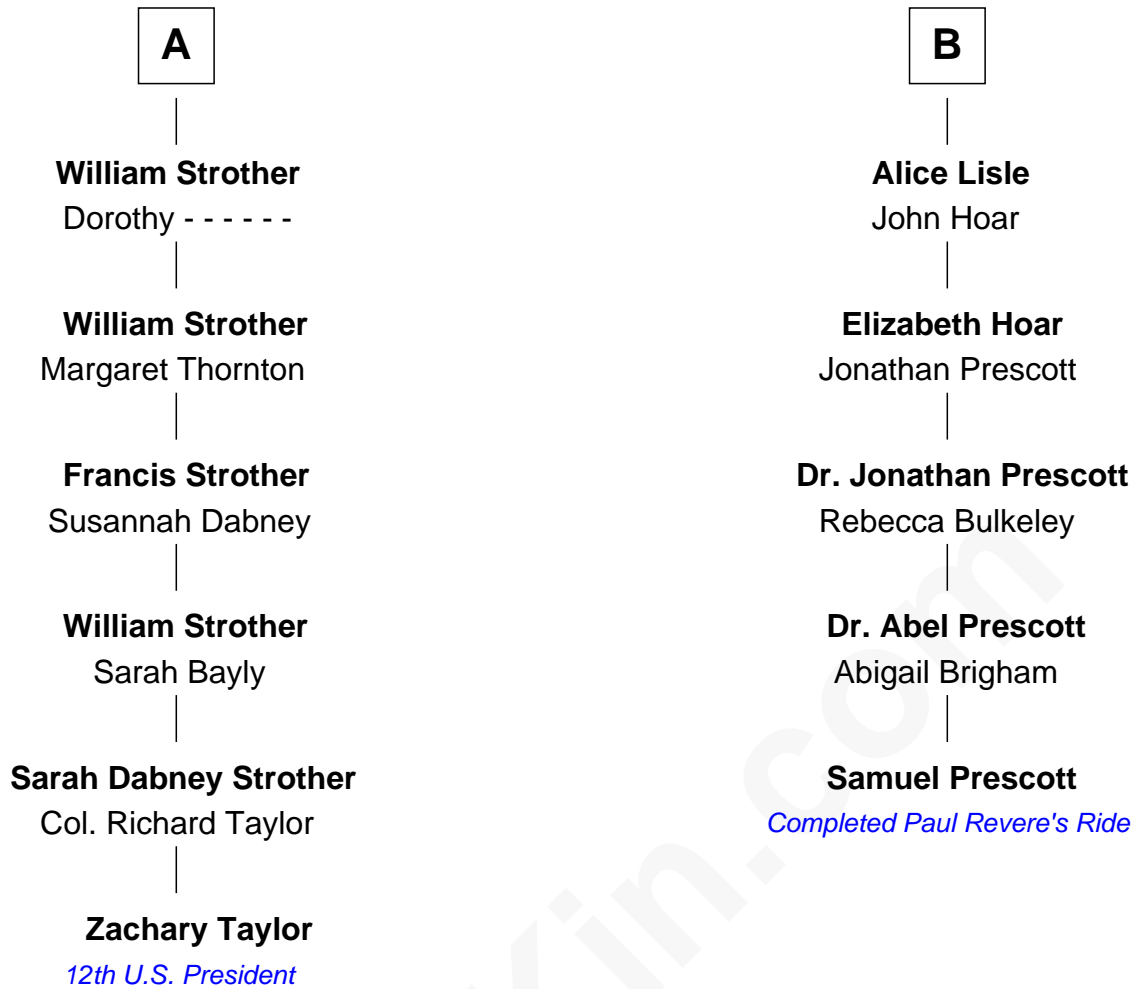 A
William Strother
Dorothy - - - - - -
William Strother
Margaret Thornton
Francis Strother
Susannah Dabney
William Strother
Sarah Bayly
Sarah Dabney Strother
Col. Richard Taylor
Zachary Taylor
12th U.S. President
B
Alice Lisle
John Hoar
Elizabeth Hoar
Jonathan Prescott
Dr. Jonathan Prescott
Rebecca Bulkeley
Dr. Abel Prescott
Abigail Brigham
Samuel Prescott
Completed Paul Revere's Ride
Kin.com